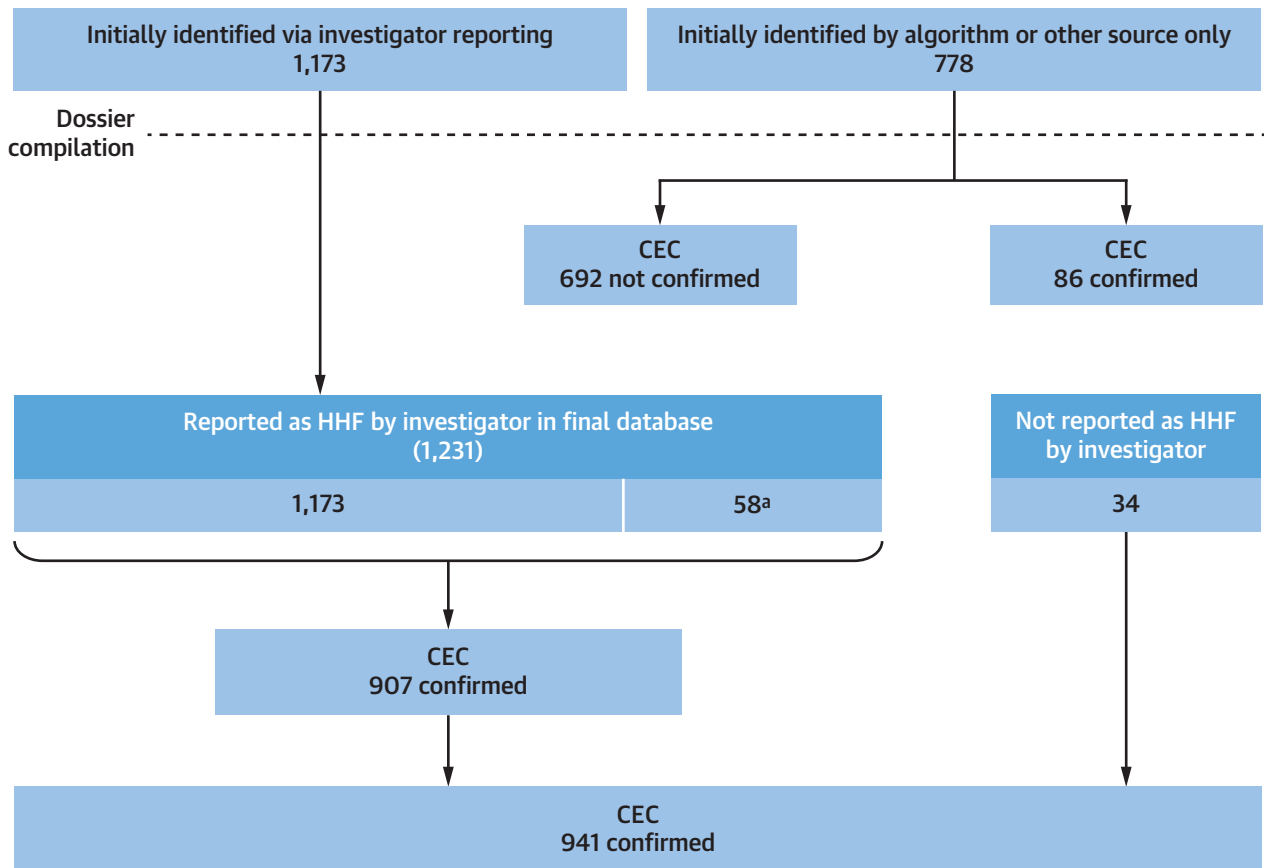 Initially identified via investigator reporting
1,173
Initially identified by algorithm or other source only
778
Dossier
compilation
CEC
692 not confirmed
CEC
86 confirmed
Reported as HHF by investigator in final database
(1,231)
1,173
58a
Not reported as HHF
by investigator
34
CEC
907 confirmed
CEC
941 confirmed